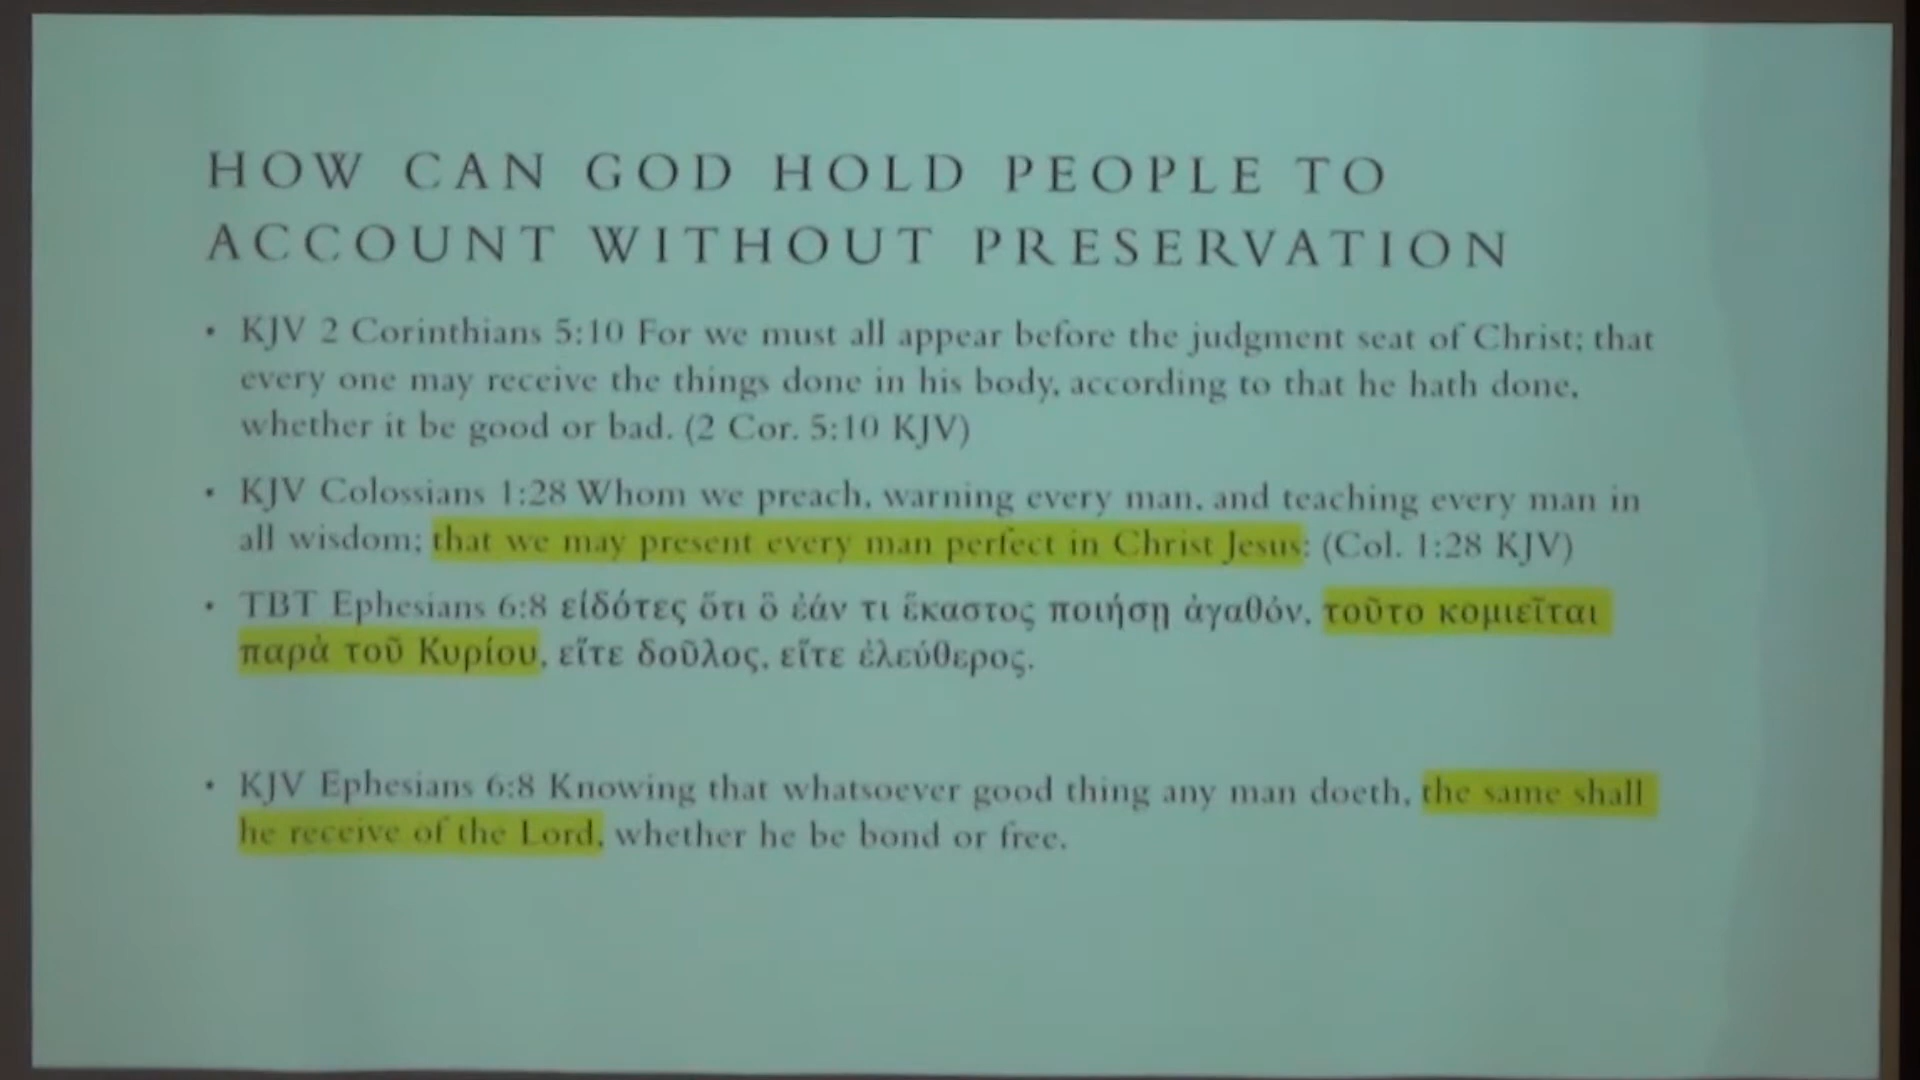 HOW CAN GOD HOLD PEOPLE TO
ACCOUNT WITHOUT PRESERVATION
• KJV 2 Corinthians 5:10 For we must all appear before the judgment seat of Christ; that
every one may receive the things done in his body, according to that he hath done,
whether it be good or bad. (2 Cor. 5:10 KJV)
• KJV Colossians 1:28 Whom we preach, warning every man, and teaching every man in
all wisdom; that we may present every man perfect in Christ Jesus: (Col. 1:28 KJV)
• TBT Ephesians 6:8 εἰδότες ὅτι ὃ ἐάν τι ἕκαστος ποιήσῃ ἀγαθόν, τοῦτο κομιεῖται
παρὰ τοῦ Κυρίου, εἴτε δοῦλος, εἴτε ἐλεύθερος.
• KJV Ephesians 6:8 Knowing that whatsoever good thing any man doeth, the same shall
he receive of the Lord, whether he be bond or free.